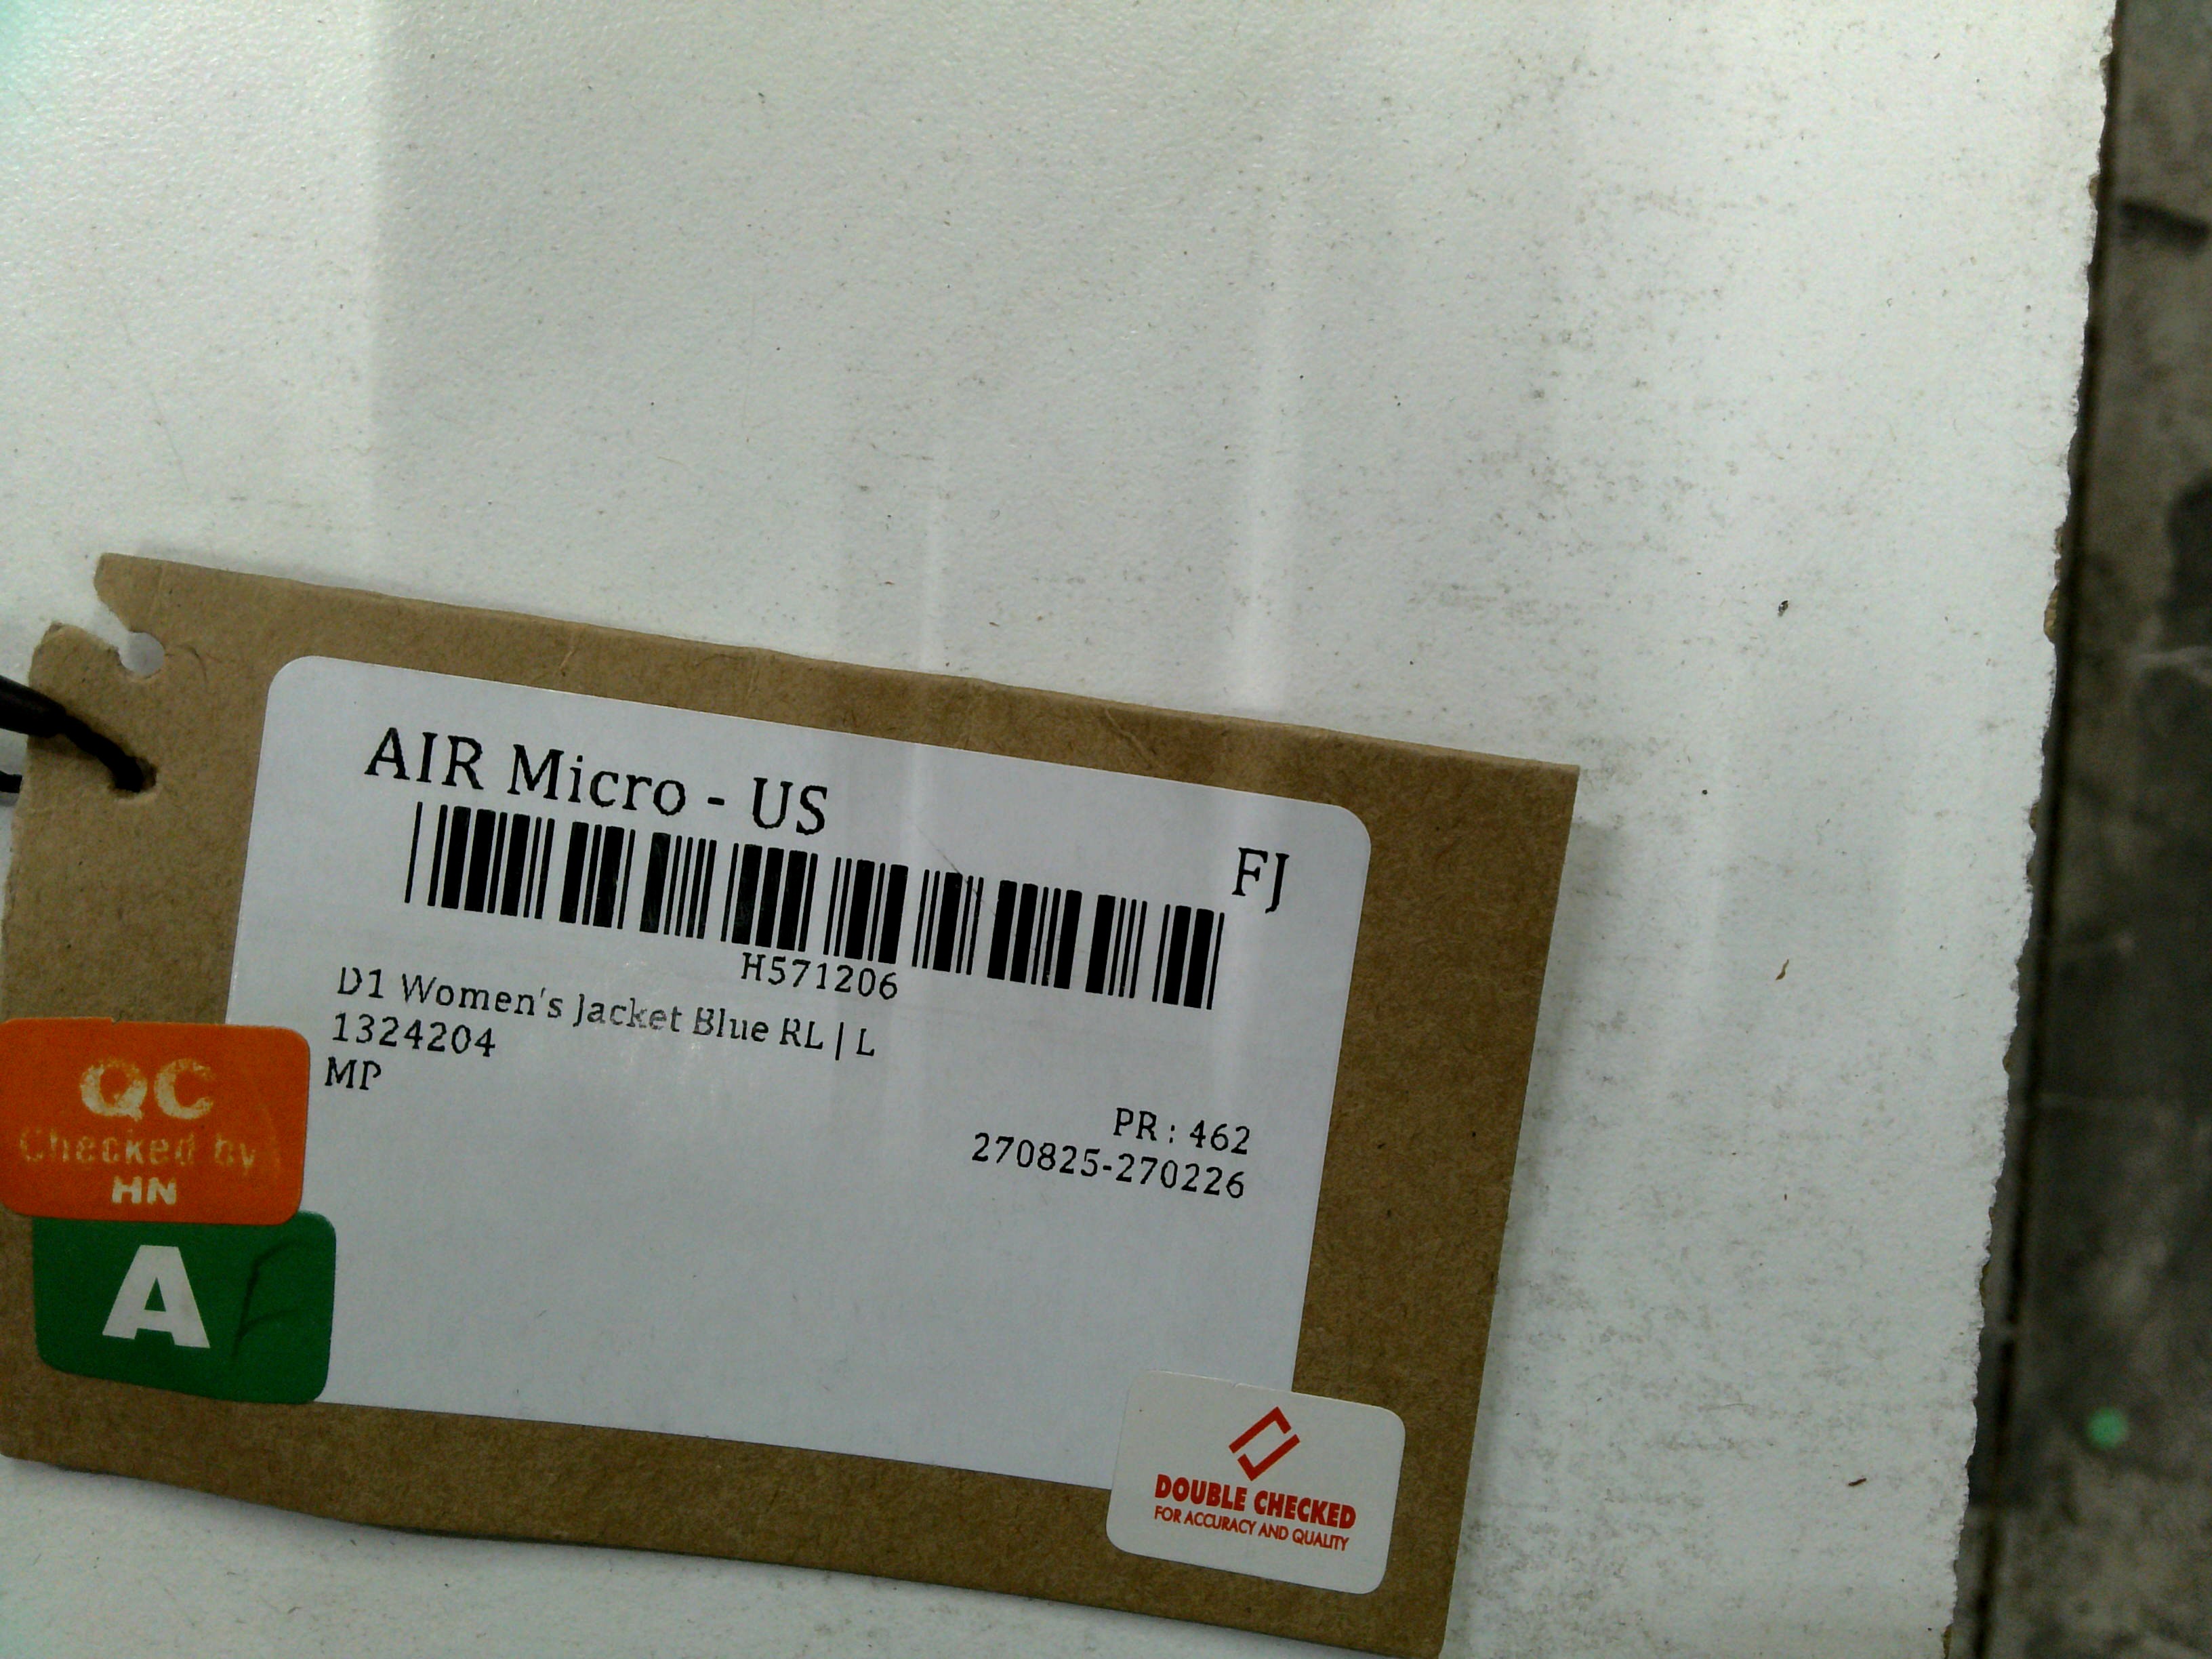 AIR Micro - US
FJ
H571206
D1 Women's Jacket Blue RL | L
1324204
MP
PR : 462
270825-270226
QC
Checked by
HN
A
DOUBLE CHECKED
FOR ACCURACY AND QUALITY